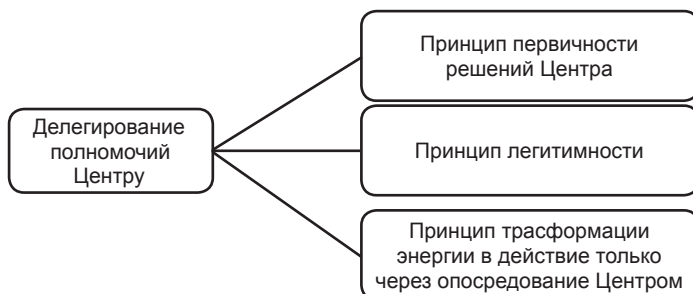 Принцип первичности
решений Центра
Делегирование
полномочий
Центру
Принцип легитимности
Принцип трасформации
энергии в действие только
через опосредование Центром